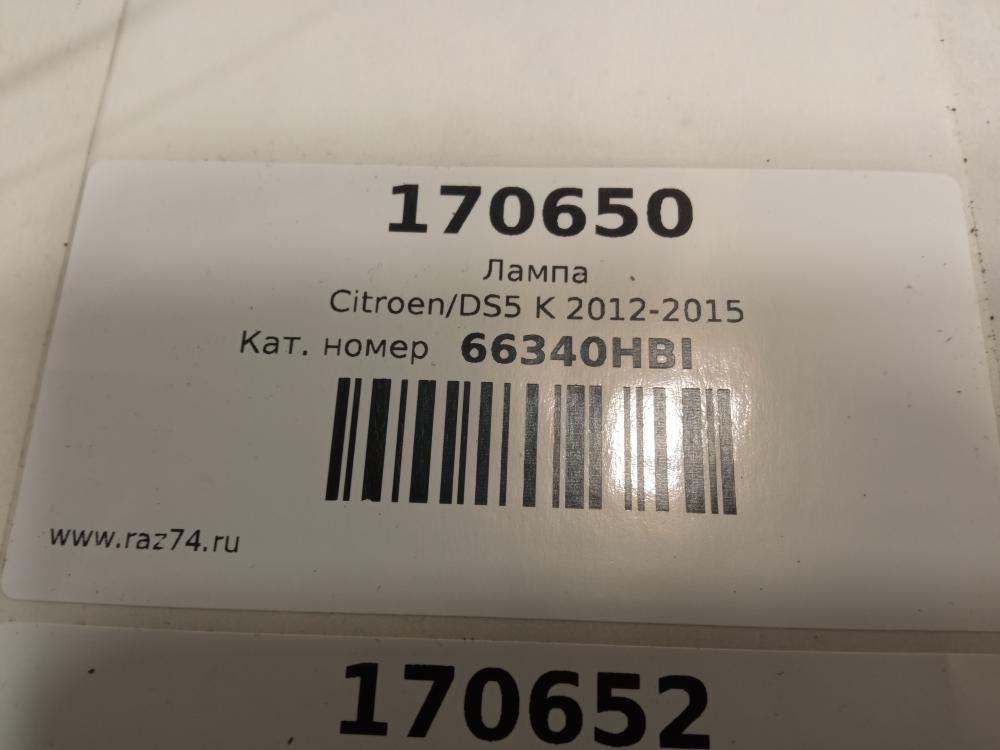 170650
Лампа
Citroen/DS5 K 2012-2015
Кат. номер 66340HBI
www.raz74.ru
170652